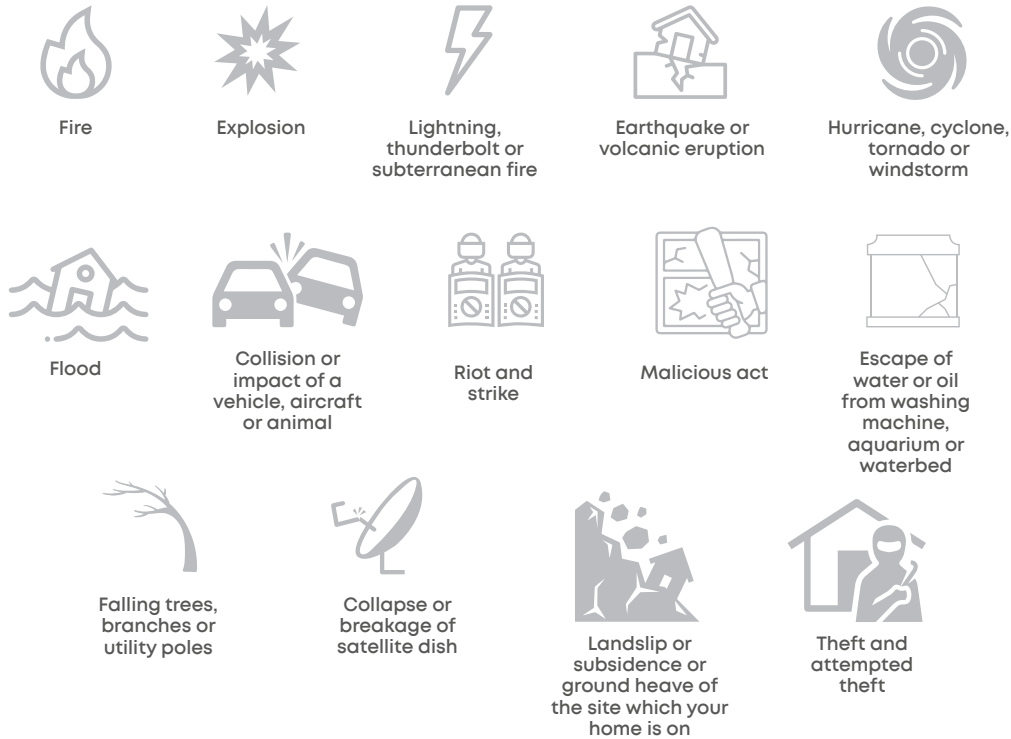 Fire
Explosion
Lightning,
thunderbolt or
subterranean fire
Earthquake or
volcanic eruption
Hurricane, cyclone,
tornado or
windstorm
Flood
Collision or
impact of a
vehicle, aircraft
or animal
Riot and
strike
Malicious act
Escape of
water or oil
from washing
machine,
aquarium or
waterbed
Falling trees,
branches or
utility poles
Collapse or
breakage of
satellite dish
Landslip or
subsidence or
ground heave of
the site which your
home is on
Theft and
attempted
theft